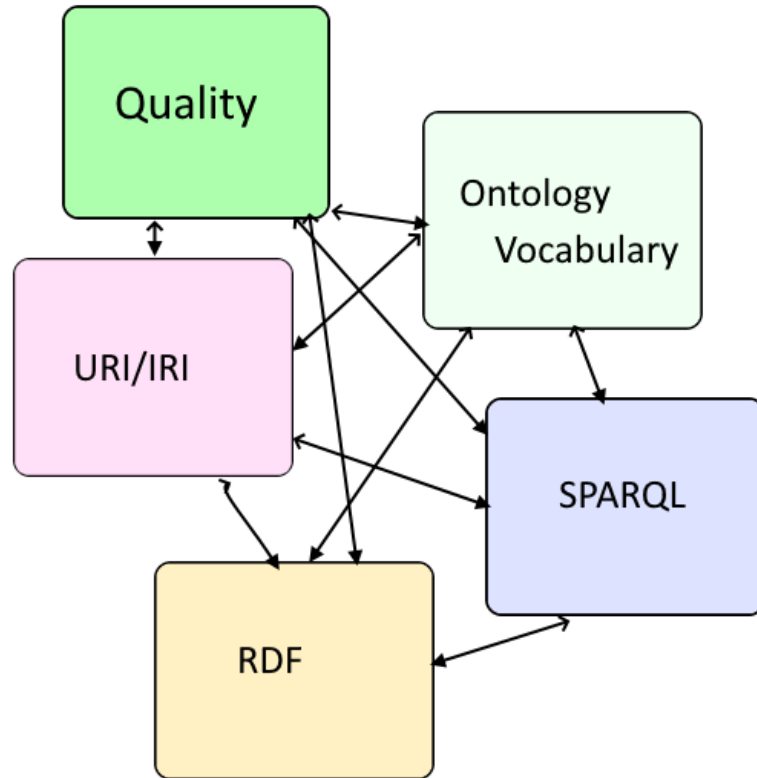 Quality
Ontology
Vocabulary
URI/IRI
SPARQL
RDF